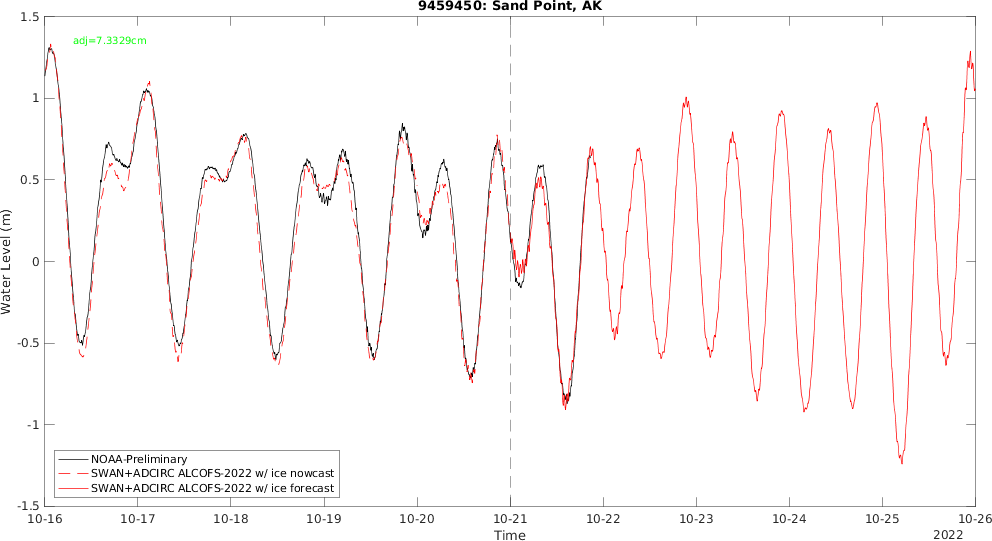 9459450: Sand Point, AK
adj=7.3329cm
1.5
1
0.5
0
-0.5
-1
-1.5
Water Level (m)
NOAA-Preliminary
SWAN+ADCIRC ALCOFS-2022 w/ ice nowcast
SWAN+ADCIRC ALCOFS-2022 w/ ice forecast
10-16 10-17 10-18 10-19 10-20 10-21 10-22 10-23 10-24 10-25 10-26
Time
2022